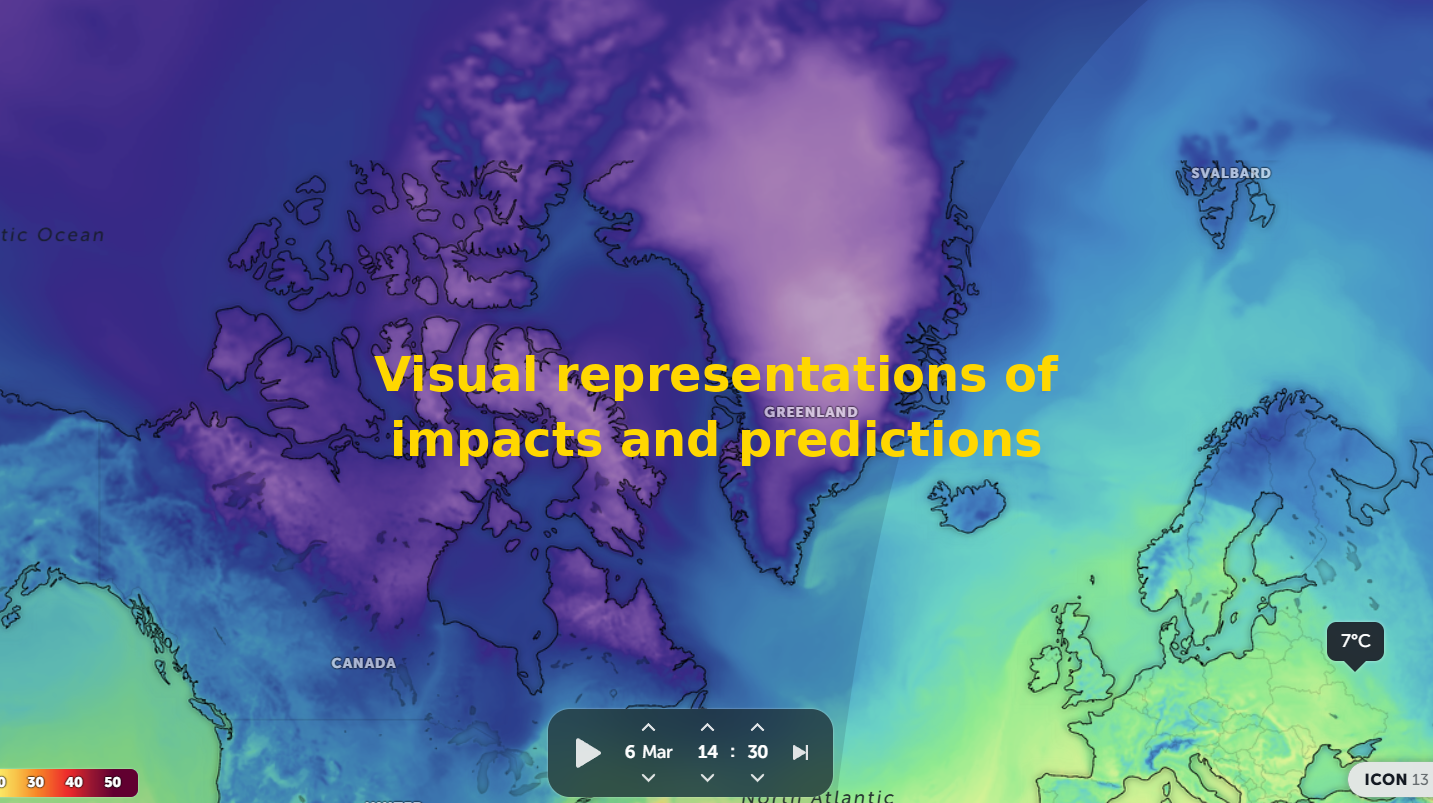 SVALBARD
tic Ocean
Visual representations of
GREENLAND
impacts and predictions
7°C
CANADA
6 Mar 14 : 30
30 40 50
ICON 13
North Atlantic